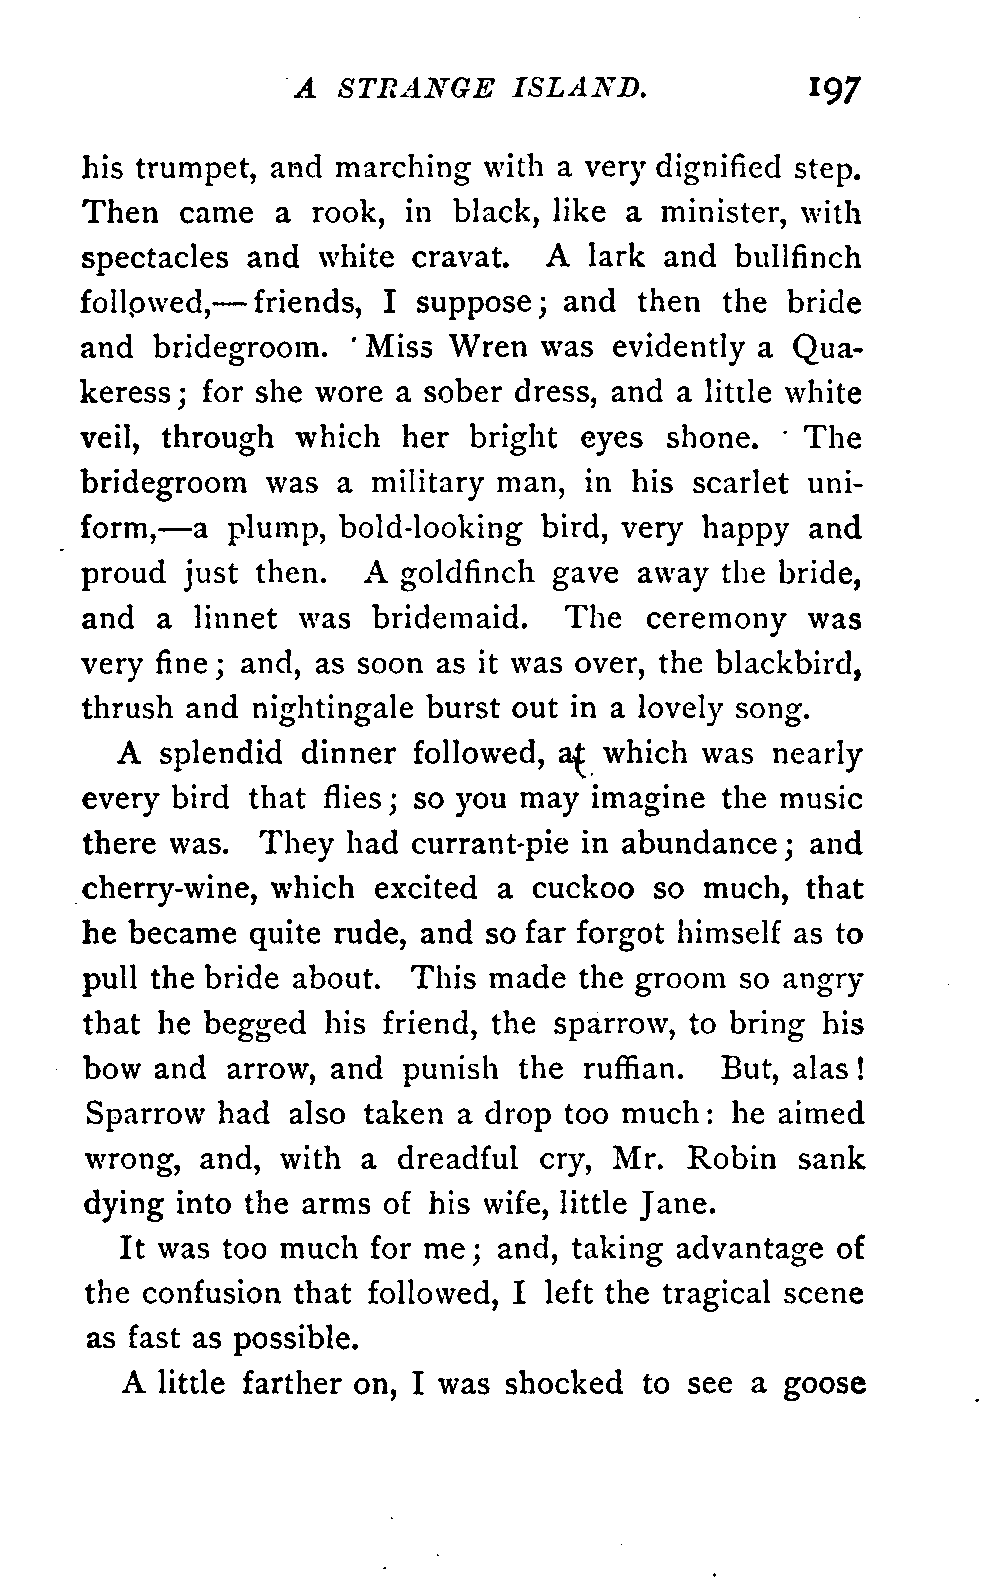 A STRANGE ISLAND. 197
his trumpet, and marching with a very dignified step.
Then came a rook, in black, like a minister, with
spectacles and white cravat. A lark and bullfinch
followed,—friends, I suppose; and then the bride
and bridegroom. Miss Wren was evidently a Qua-
keress; for she wore a sober dress, and a little white
veil, through which her bright eyes shone. The
bridegroom was a military man, in his scarlet uni-
form,—a plump, bold-looking bird, very happy and
proud just then. A goldfinch gave away the bride,
and a linnet was bridemaid. The ceremony was
very fine; and, as soon as it was over, the blackbird,
thrush and nightingale burst out in a lovely song.
A splendid dinner followed, at which was nearly
every bird that flies; so you may imagine the music
there was. They had currant-pie in abundance; and
cherry-wine, which excited a cuckoo so much, that
he became quite rude, and so far forgot himself as to
pull the bride about. This made the groom so angry
that he begged his friend, the sparrow, to bring his
bow and arrow, and punish the ruffian. But, alas!
Sparrow had also taken a drop too much: he aimed
wrong, and, with a dreadful cry, Mr. Robin sank
dying into the arms of his wife, little Jane.
It was too much for me; and, taking advantage of
the confusion that followed, I left the tragical scene
as fast as possible.
A little farther on, I was shocked to see a goose